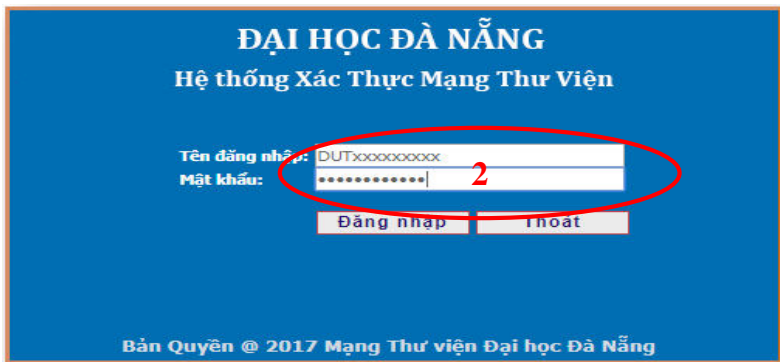 ĐẠI HỌC ĐÀ NẴNG
Hệ thống Xác Thực Mạng Thư Viện
Tên đăng nhập: DUTxxxxxxxxx
Mật khẩu: ●●●●●●●●●●●● 2
Đăng nhập Thoát
Bản Quyền @ 2017 Mạng Thư viện Đại học Đà Nẵng